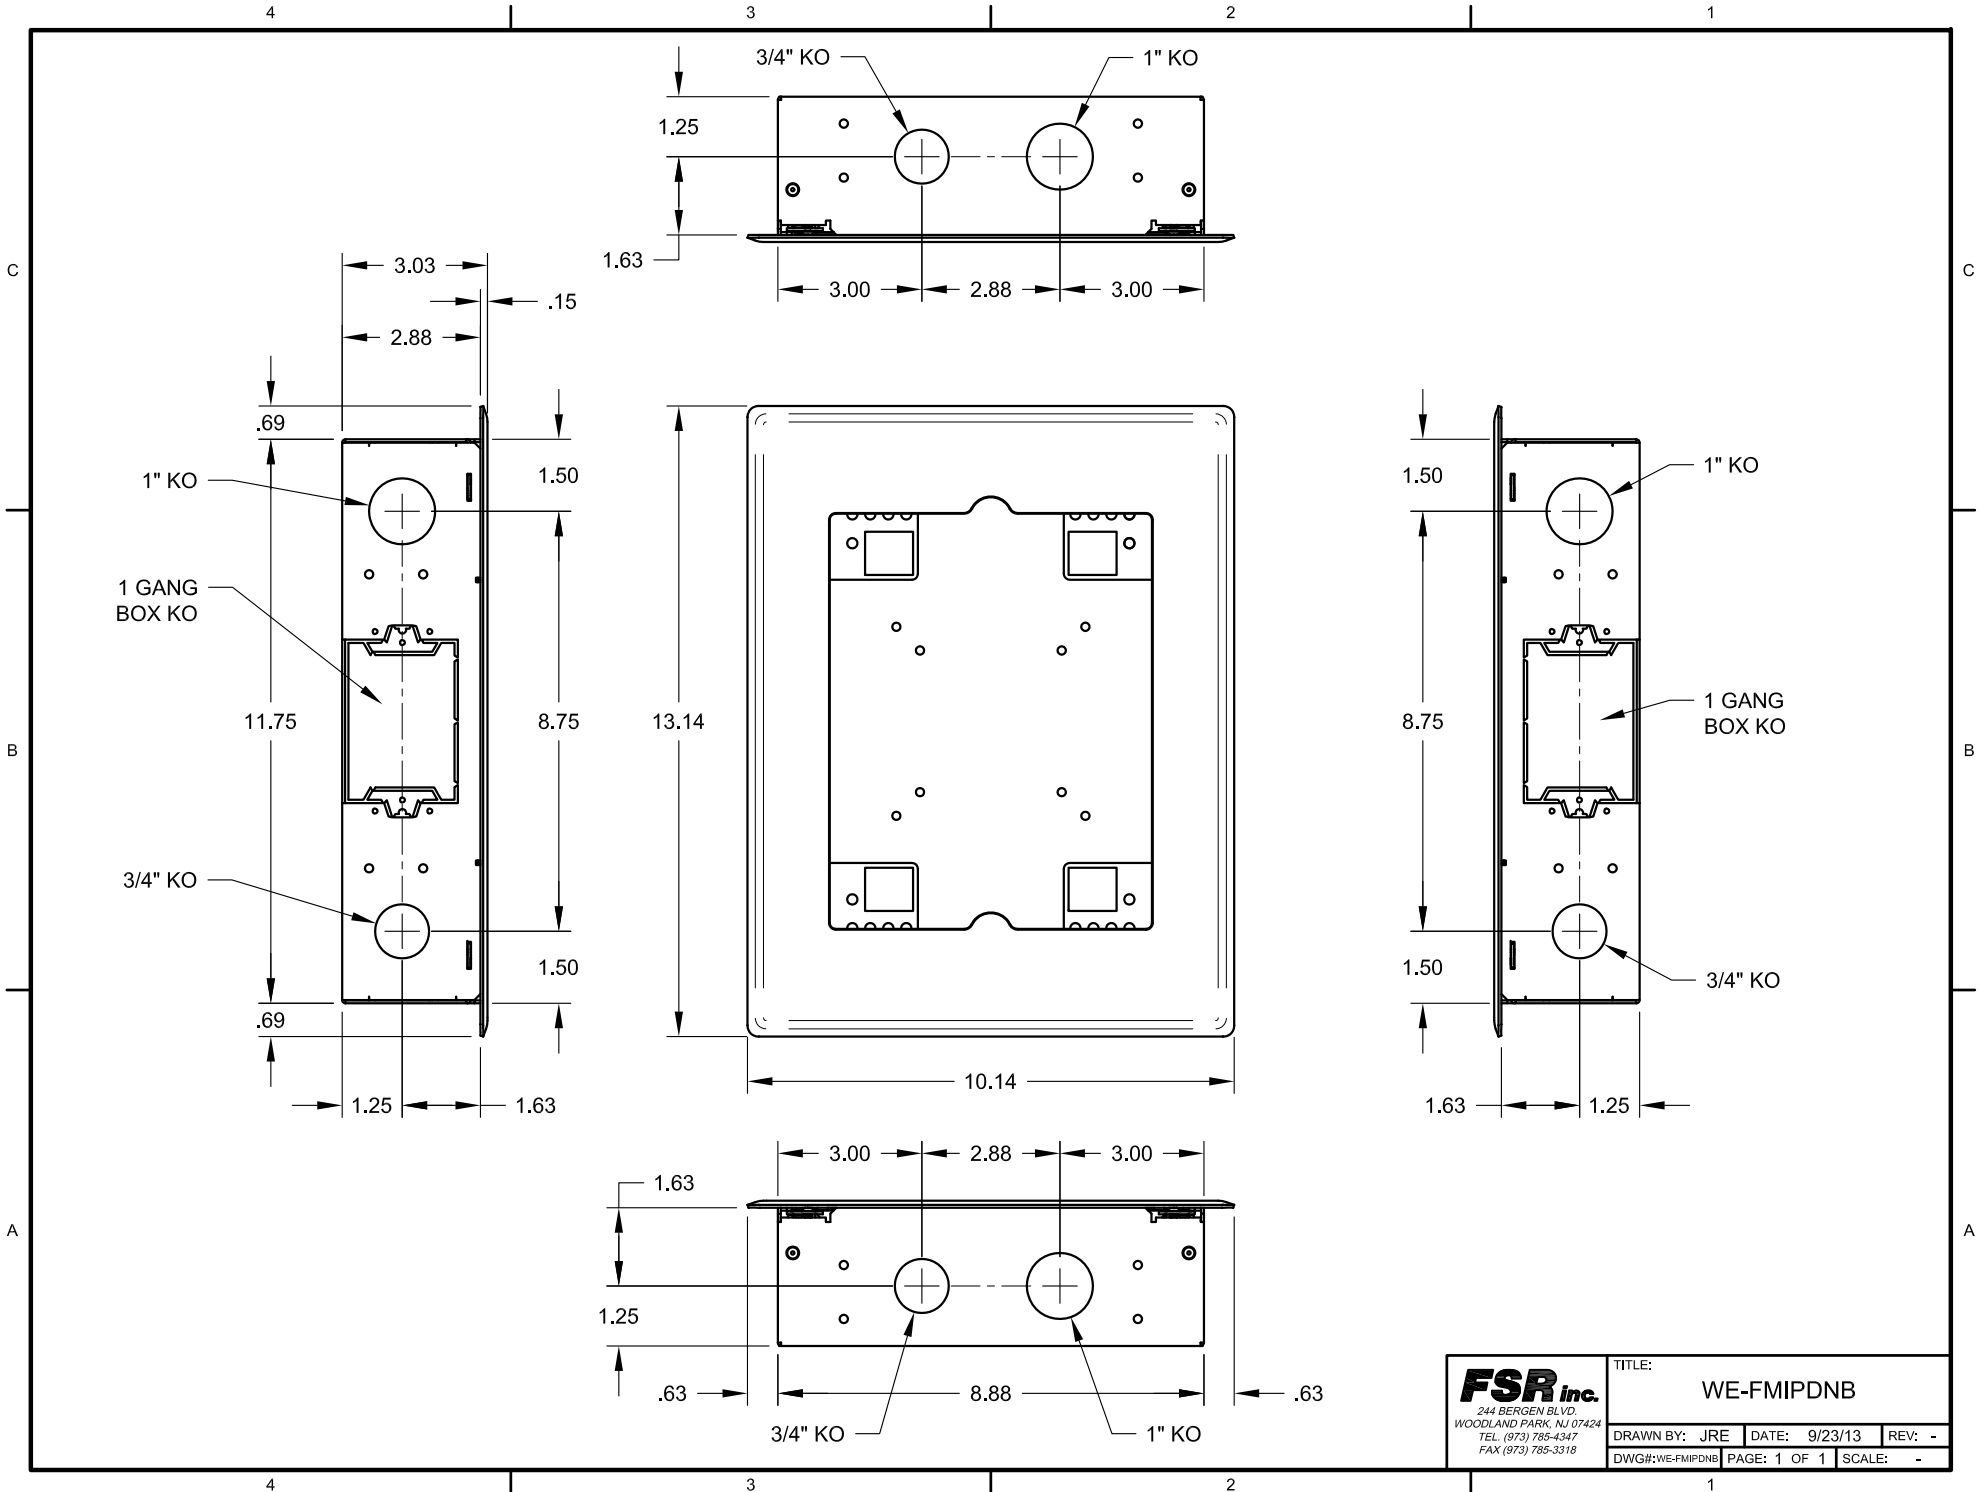 4 3 2 1
3/4" KO
1" KO
1.25
1.63
3.00 2.88 3.00
C
C
3.03
.15
2.88
.69
1.50
1" KO
1 GANG
BOX KO
11.75
8.75
3/4" KO
1.50
.69
1.25
1.63
13.14
10.14
1.50
1" KO
8.75
1 GANG
BOX KO
1.50
3/4" KO
1.63
1.25
B
B
3.00 2.88 3.00
1.63
1.25
.63
8.88
.63
3/4" KO
1" KO
A
A
FSR inc.
244 BERGEN BLVD.
WOODLAND PARK, NJ 07424
TEL. (973) 785-4347
FAX (973) 785-3318
TITLE:
WE-FMIPDNB
DRAWN BY: JRE DATE: 9/23/13 REV: -
DWG#:WE-FMIPDNB PAGE: 1 OF 1 SCALE: -
4 3 2 1